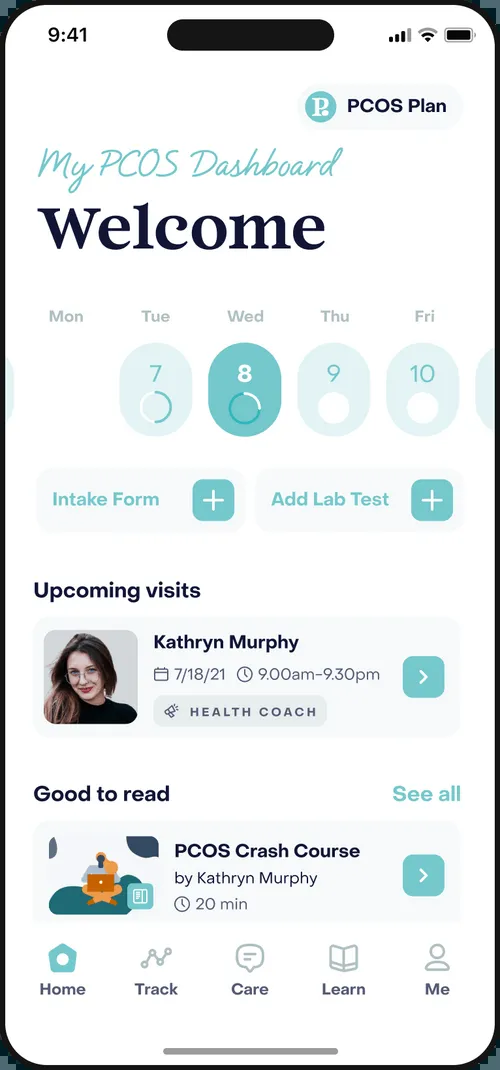 9:41
P.
PCOS Plan
My PCOS Dashboard
Welcome
Mon Tue Wed Thu Fri
7 8 9 10
Intake Form
Add Lab Test
Upcoming visits
Kathryn Murphy
7/18/21 9.00am–9.30pm
HEALTH COACH
Good to read
See all
PCOS Crash Course
by Kathryn Murphy
20 min
Home Track Care Learn Me